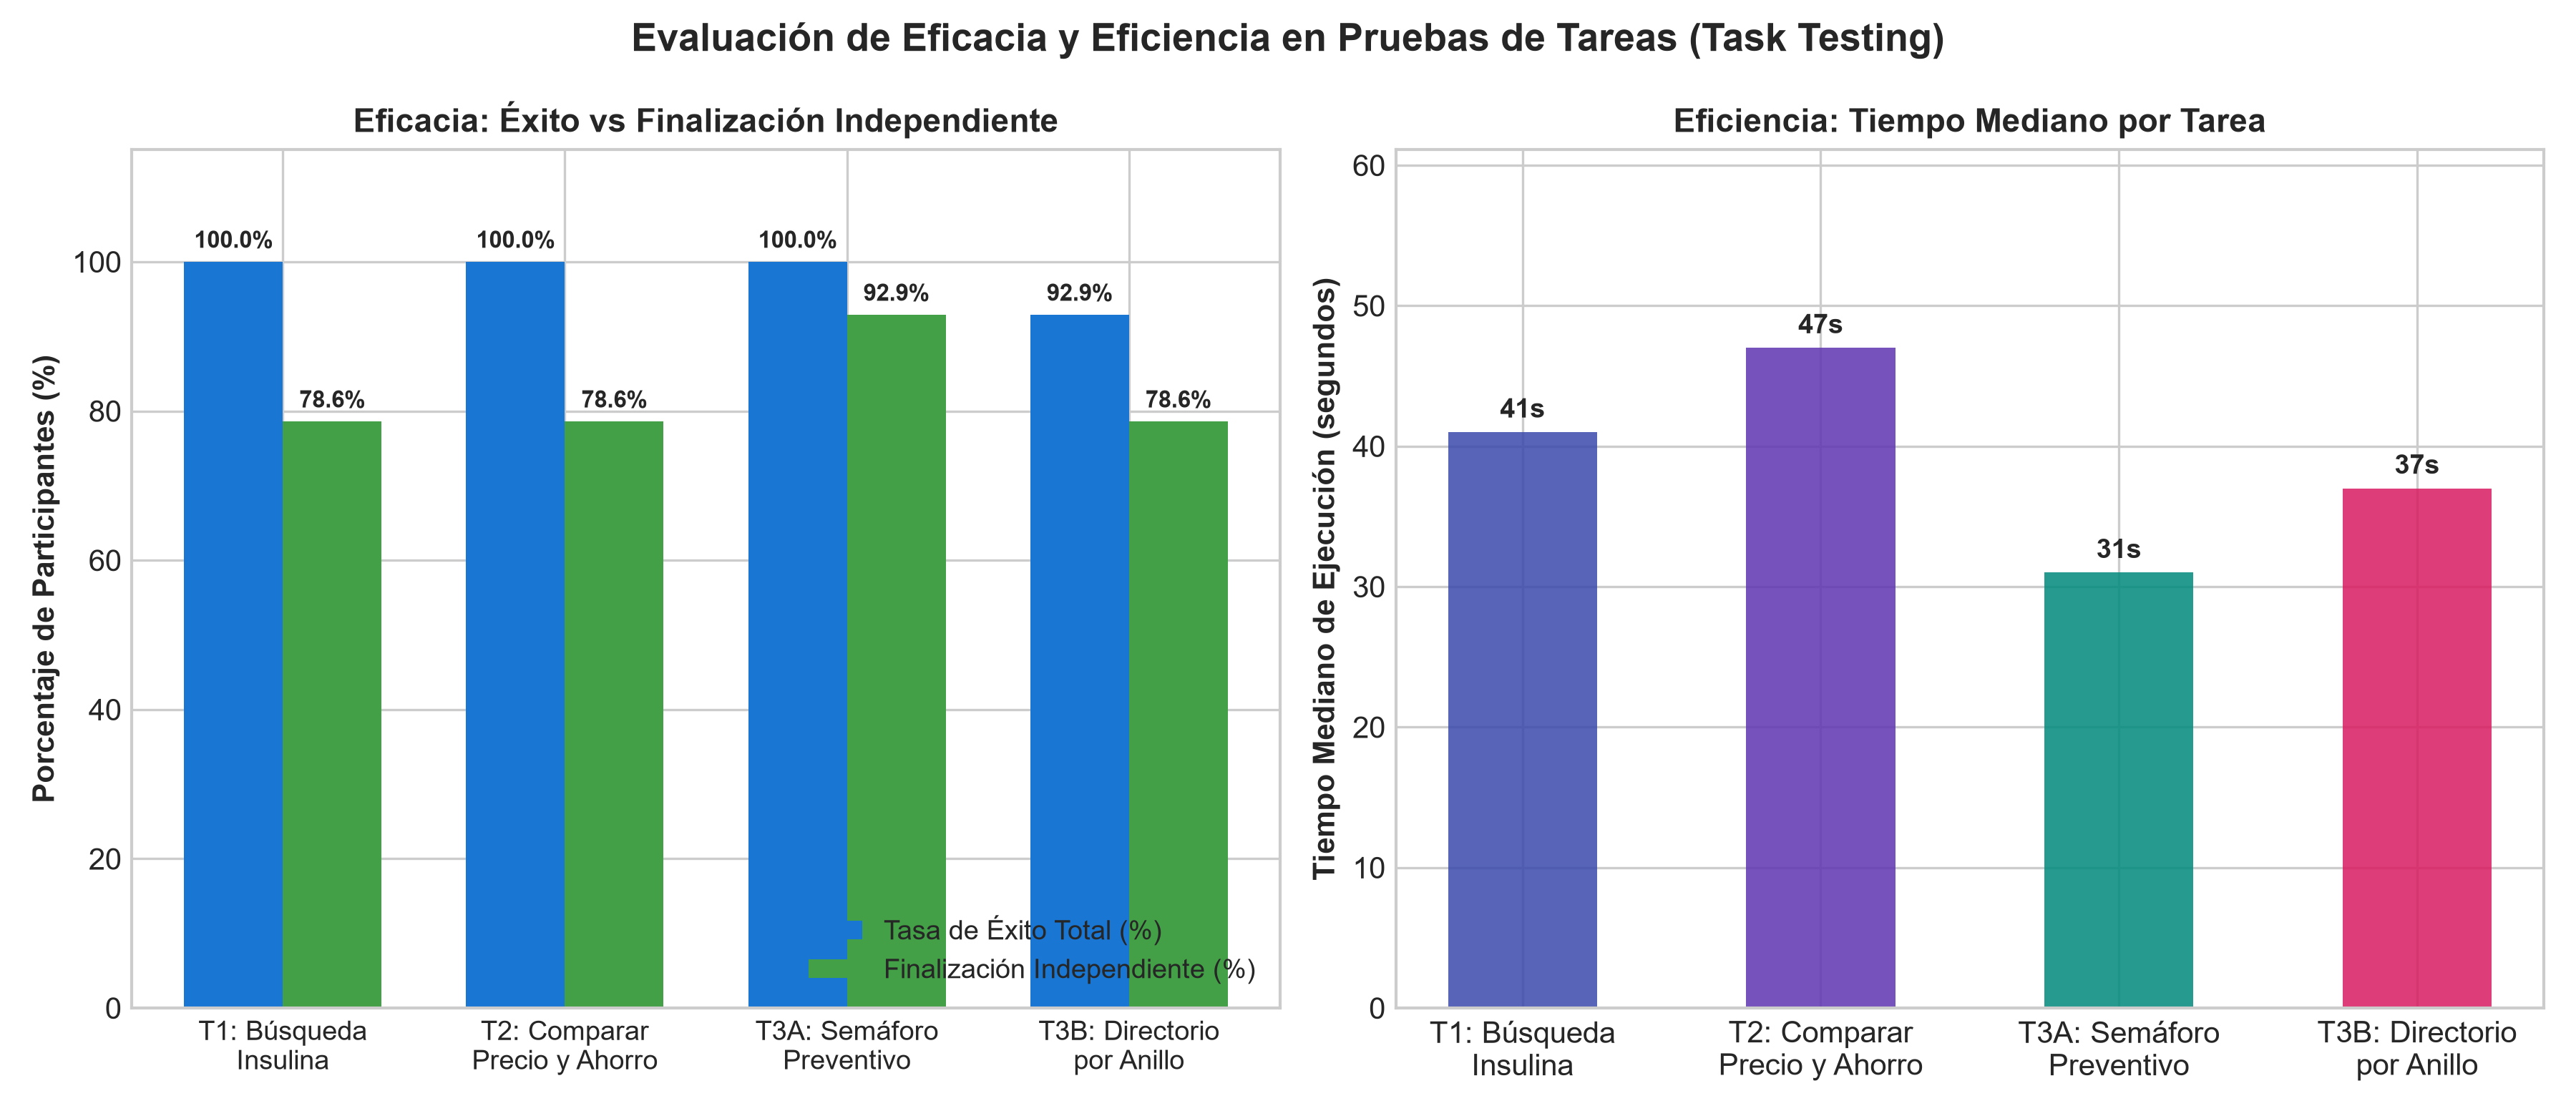 Evaluación de Eficacia y Eficiencia en Pruebas de Tareas (Task Testing)
Eficacia: Éxito vs Finalización Independiente
Porcentaje de Participantes (%)
100
80
60
40
20
0
100.0%
78.6%
100.0%
78.6%
100.0%
92.9%
92.9%
78.6%
Tasa de Éxito Total (%)
Finalización Independiente (%)
T1: Búsqueda
Insulina
T2: Comparar
Precio y Ahorro
T3A: Semáforo
Preventivo
T3B: Directorio
por Anillo
Eficiencia: Tiempo Mediano por Tarea
Tiempo Mediano de Ejecución (segundos)
60
50
40
30
20
10
0
41s
47s
31s
37s
T1: Búsqueda
Insulina
T2: Comparar
Precio y Ahorro
T3A: Semáforo
Preventivo
T3B: Directorio
por Anillo